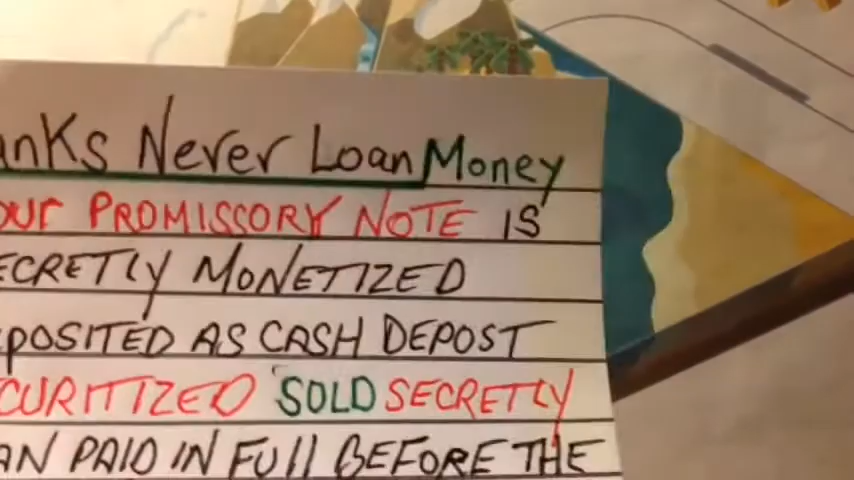 anks Never Loan Money
our PROMISSORY NOTE IS
ECRETLY MONETIZED
POSITED AS CASH DEPOST
CURITIZED SOLD SECRETLY
AN PAID IN FUll BEFORE THE